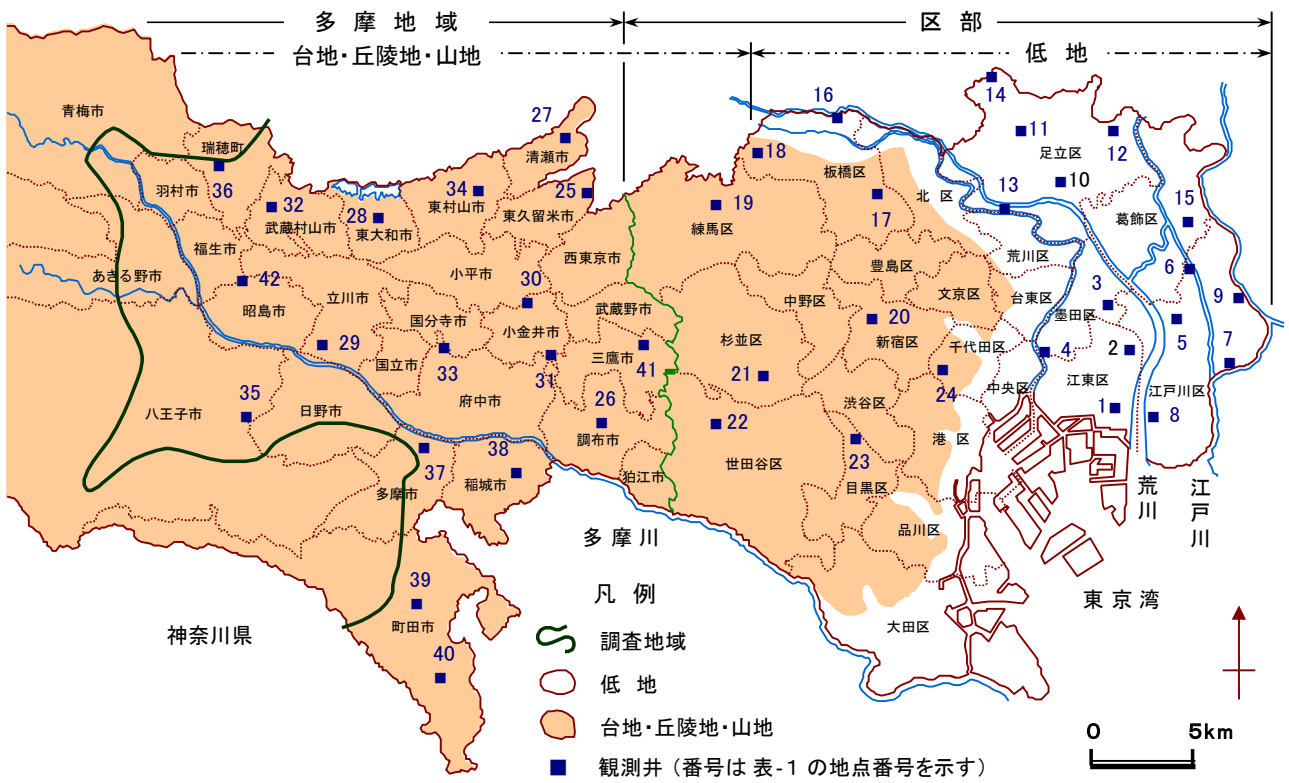 多摩地域
区部
台地・丘陵地・山地
低地
青梅市
瑞穂町
36
羽村市
32
武蔵村山市
28
東大和市
34
東村山市
27
清瀬市
25
東久留米市
西東京市
福生市
42
あきる野市
昭島市
立川市
29
小平市
30
国分寺市
33
国立市
小金井市
31
武蔵野市
三鷹市
41
府中市
26
調布市
狛江市
35
八王子市
日野市
37
多摩市
38
稲城市
39
町田市
40
神奈川県
多摩川
16
18
板橋区
17
19
練馬区
北区
豊島区
文京区
中野区
20
新宿区
杉並区
21
22
世田谷区
渋谷区
23
目黒区
24
千代田区
中央区
港区
品川区
大田区
14
11
12
足立区
10
13
15
葛飾区
荒川区
台東区
3
墨田区
6
9
2
4
5
7
江東区
1
8
江戸川区
荒川
江戸川
東京湾
凡例
調査地域
低地
台地・丘陵地・山地
観測井（番号は 表-1 の地点番号を示す）
0 5km